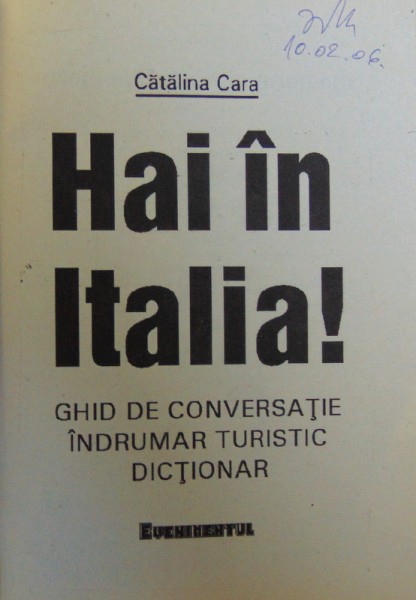 10.02.06.
Cătălina Cara
Hai în
Italia!
GHID DE CONVERSAŢIE
ÎNDRUMAR TURISTIC
DICŢIONAR
EVENIMENTUL